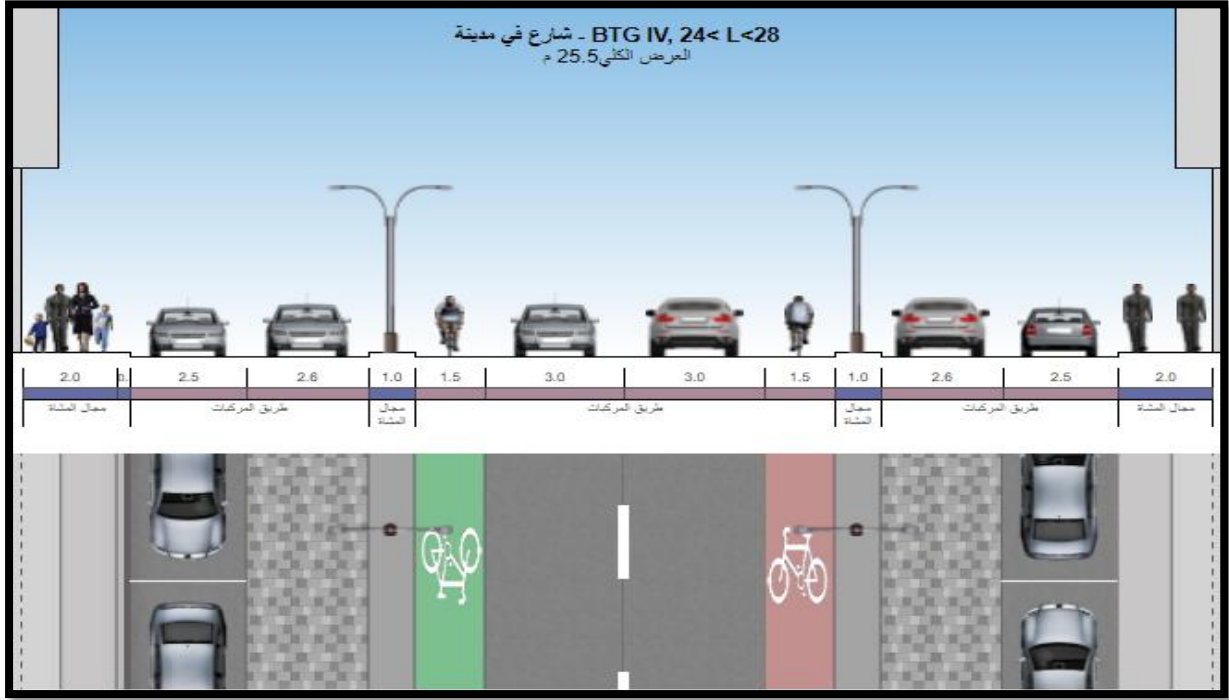 BTG IV, 24< L<28 - شارع في مدينة
العرض الكلي25.5 م
2.0 0. 2.5 2.6 1.0 1.5 3.0 3.0 1.5 1.0 2.6 2.5 2.0
مجال المشاة
طريق المركبات
مجال
المشاة
طريق المركبات
مجال
المشاة
طريق المركبات
مجال المشاة